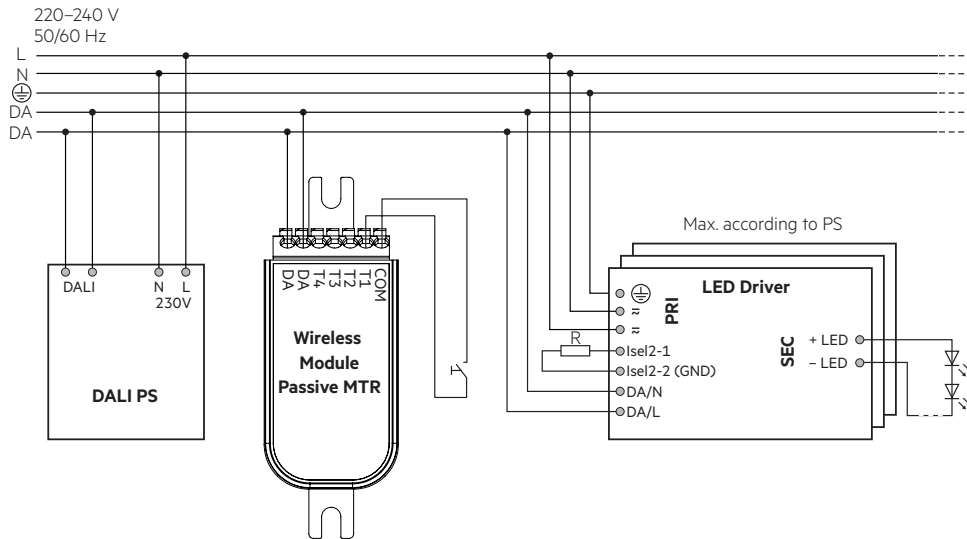 220–240 V
50/60 Hz
L
N
DA
DA
Max. according to PS
DALI
N L
230V
DALI PS
DA
DA
T4
T3
T2
T1
COM
Wireless
Module
Passive MTR
LED Driver
PRI
≂
≂
R
Isel2-1
Isel2-2 (GND)
DA/N
DA/L
SEC
+ LED
– LED